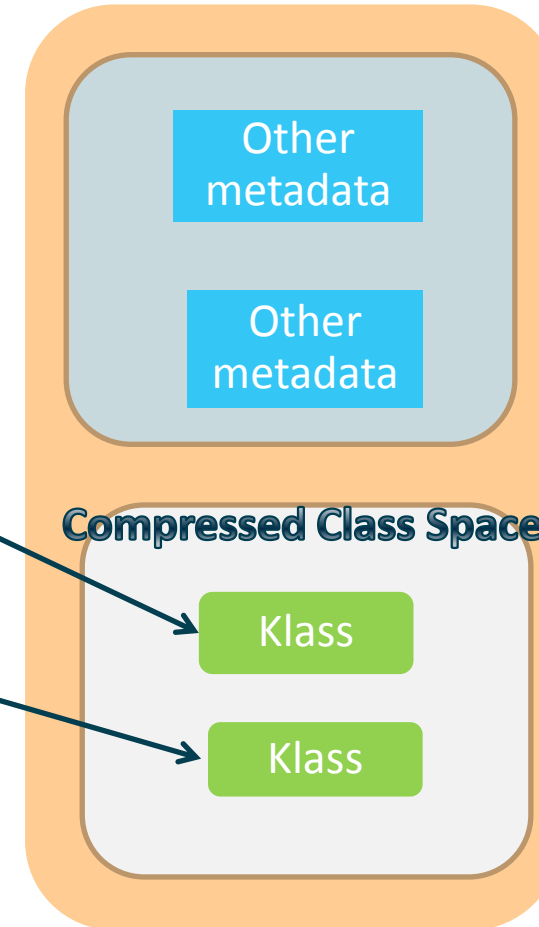 Other
metadata
Other
metadata
Compressed Class Space
Klass
Klass